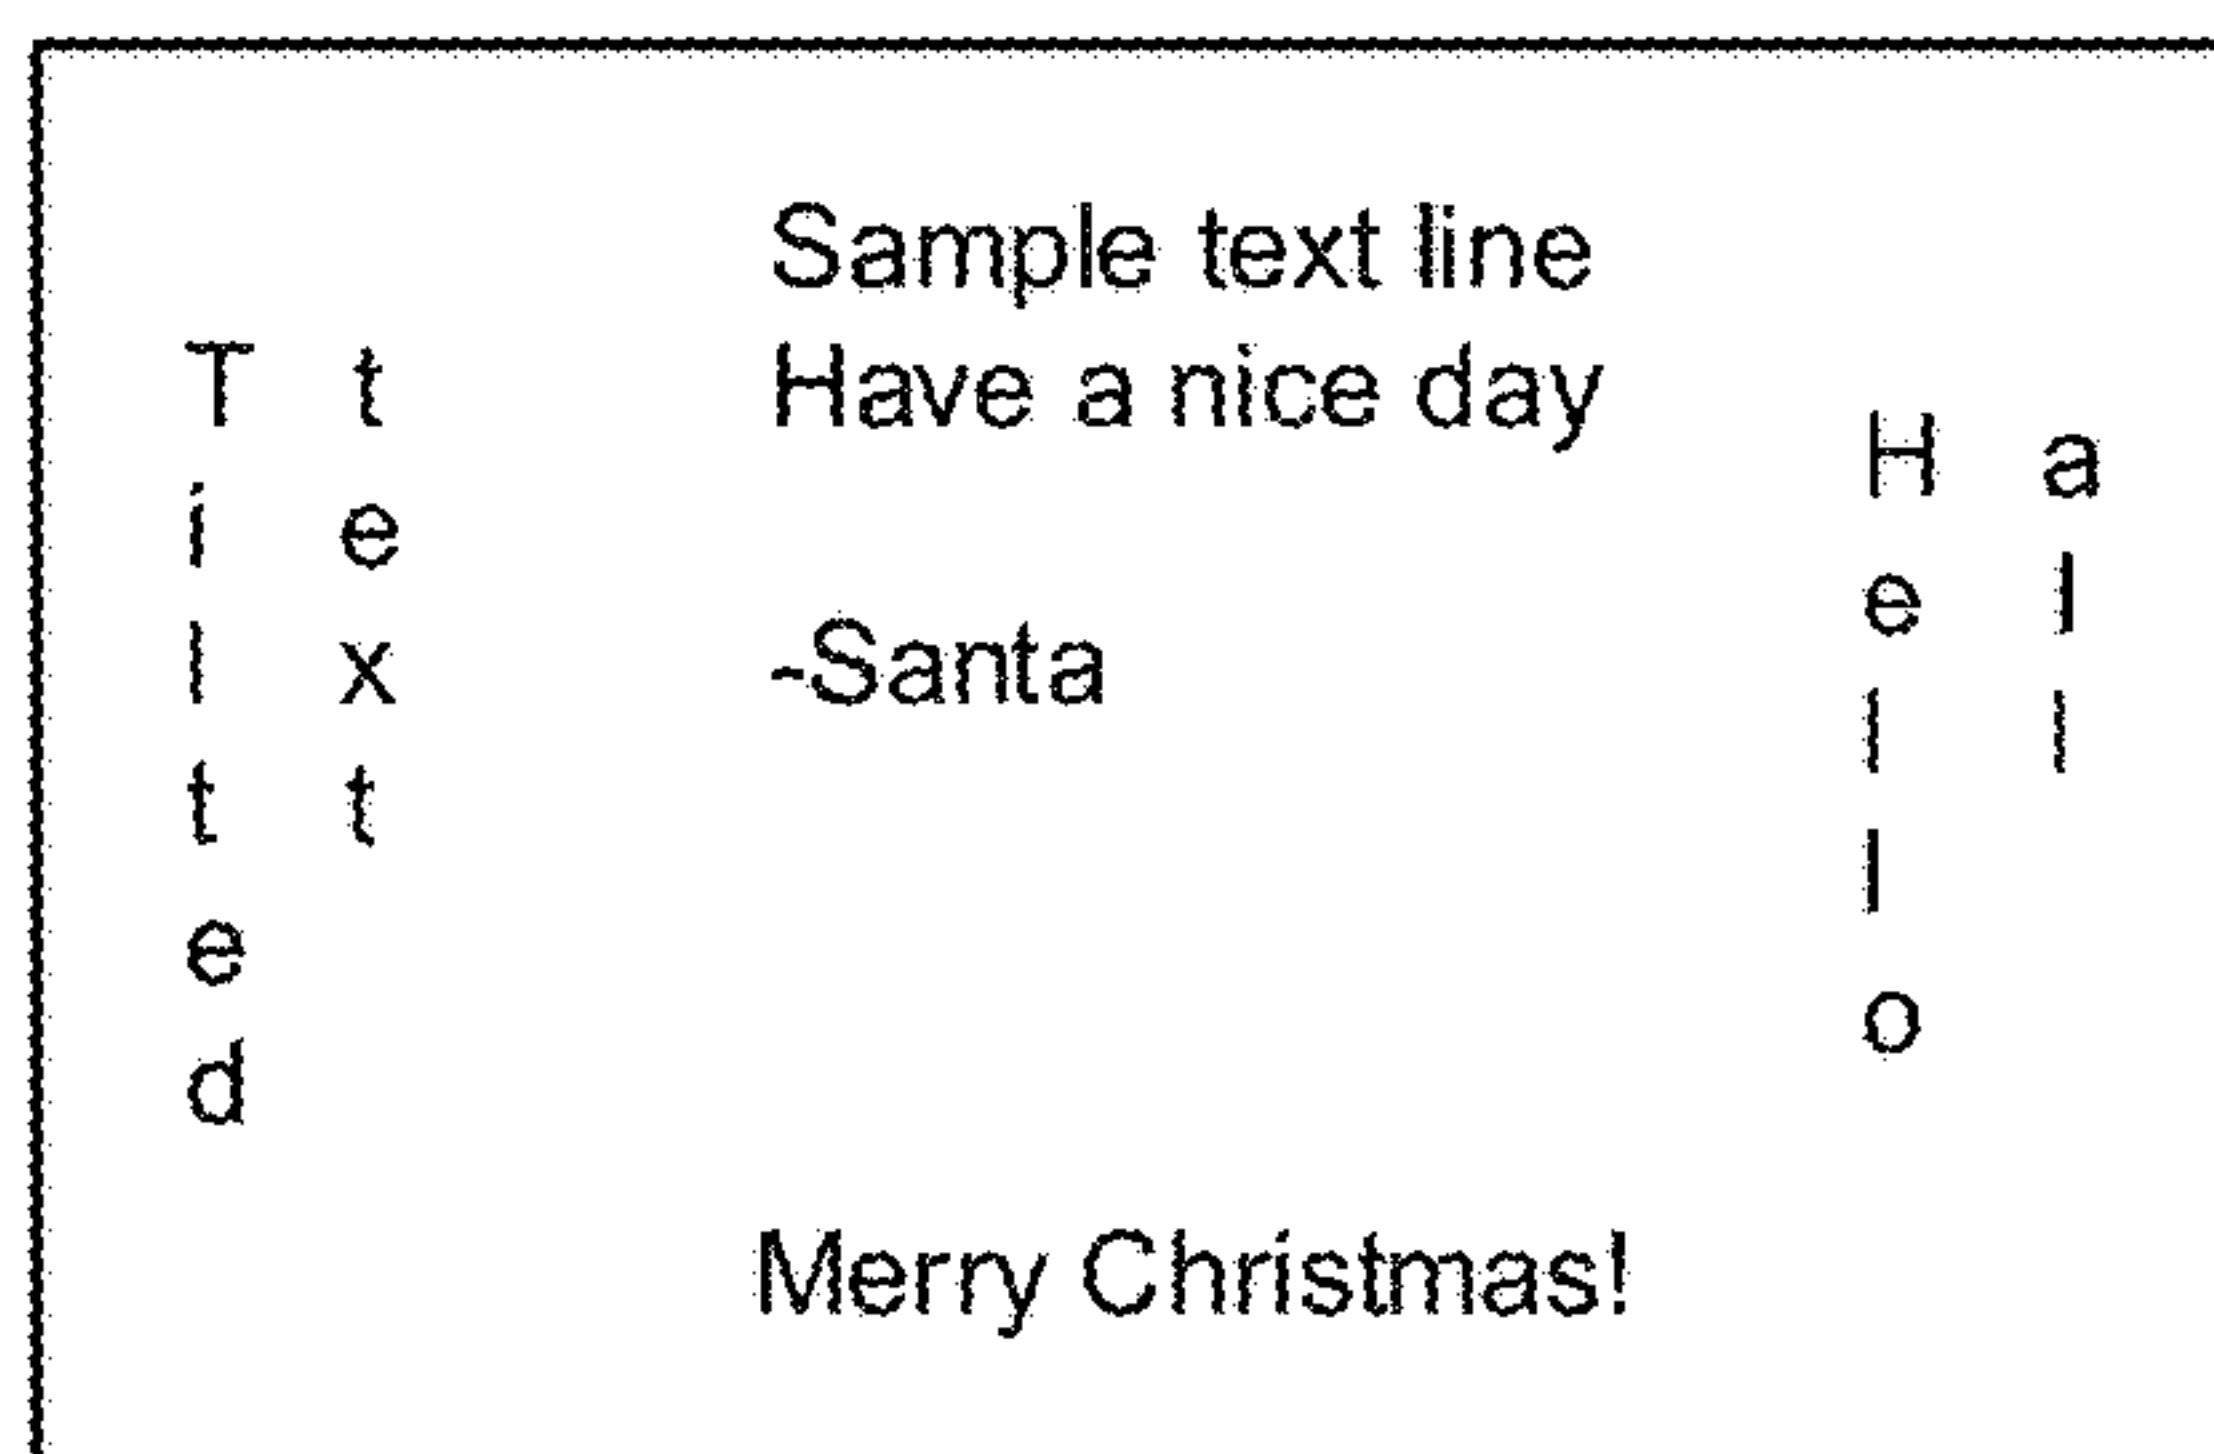 Tilted
text
Sample text line
Have a nice day
-Santa
Merry Christmas!
Hello
all